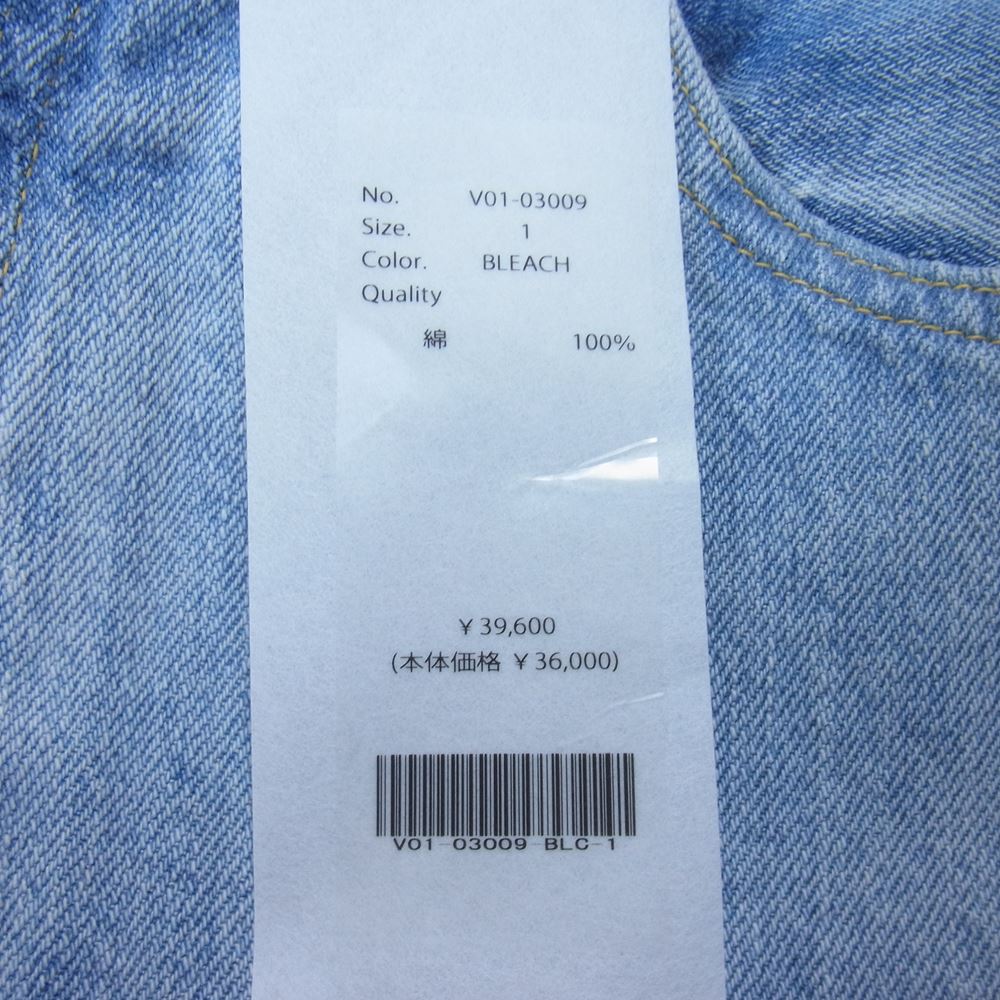 No. V01-03009
Size. 1
Color. BLEACH
Quality
綿 100%
¥ 39,600
(本体価格 ¥ 36,000)
V01-03009-BLC-1